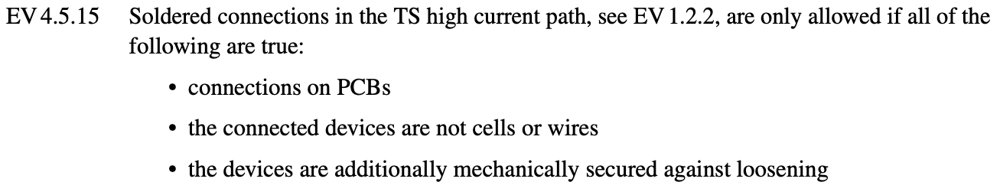 EV 4.5.15 Soldered connections in the TS high current path, see EV 1.2.2, are only allowed if all of the
following are true:
• connections on PCBs
• the connected devices are not cells or wires
• the devices are additionally mechanically secured against loosening